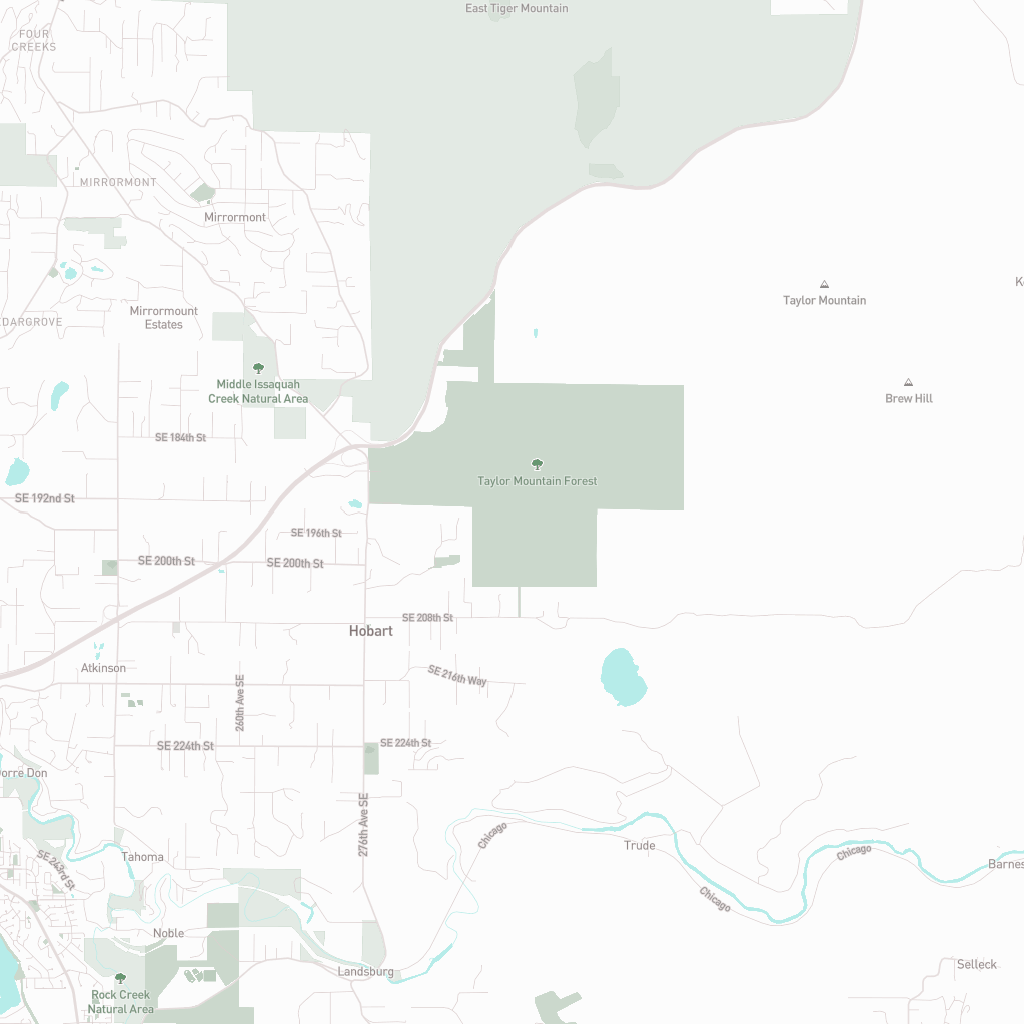 East Tiger Mountain
FOUR
CREEKS
MIRRORMONT
Mirrormont
Taylor Mountain
Mirrormount
Estates
Middle Issaquah
Creek Natural Area
Brew Hill
SE 184th St
Taylor Mountain Forest
SE 192nd St
SE 196th St
SE 200th St
SE 200th St
SE 208th St
Hobart
Atkinson
SE 216th Way
260th Ave SE
SE 224th St
SE 224th St
orre Don
276th Ave SE
Chicago
Trude
Chicago
Tahoma
SE 243rd St
Barnes
Chicago
Noble
Landsburg
Selleck
Rock Creek
Natural Area